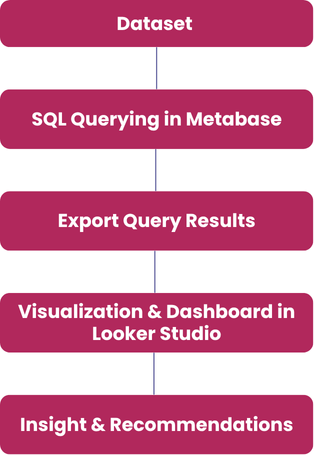 Dataset
SQL Querying in Metabase
Export Query Results
Visualization & Dashboard in
Looker Studio
Insight & Recommendations